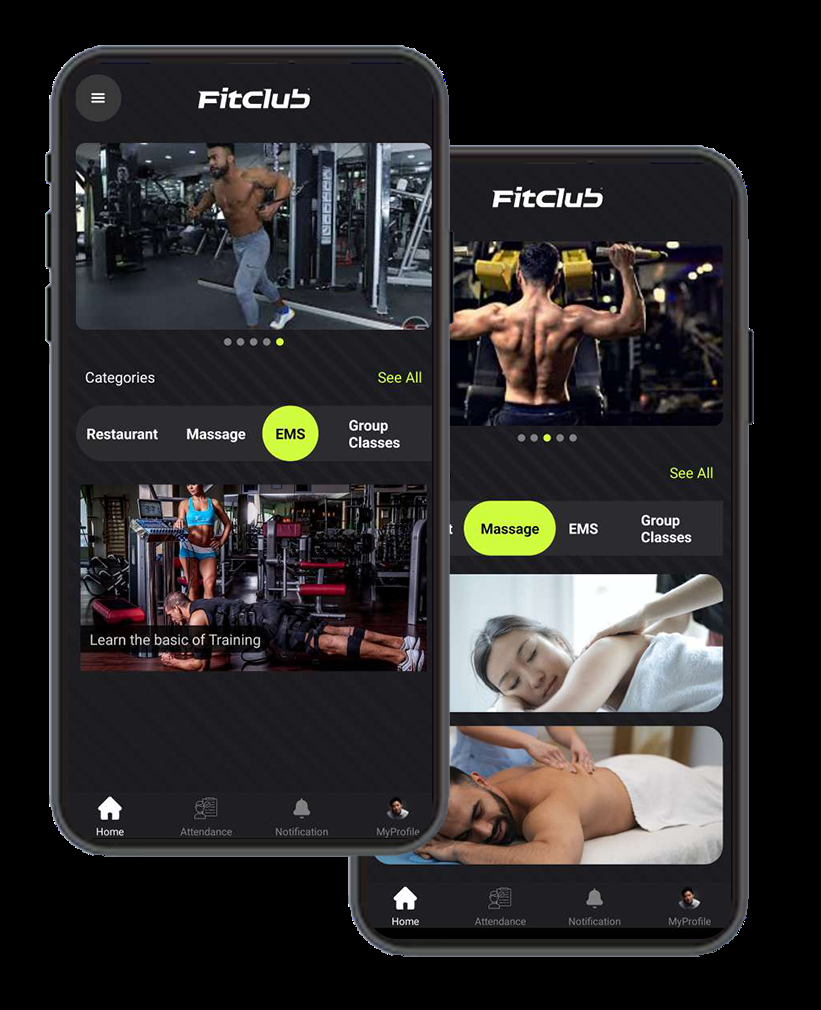 FitClub
Categories
See All
Restaurant
Massage
EMS
Group
Classes
Learn the basic of Training
Home
Attendance
Notification
MyProfile
FitClub
See All
t
Massage
EMS
Group
Classes
Home
Attendance
Notification
MyProfile